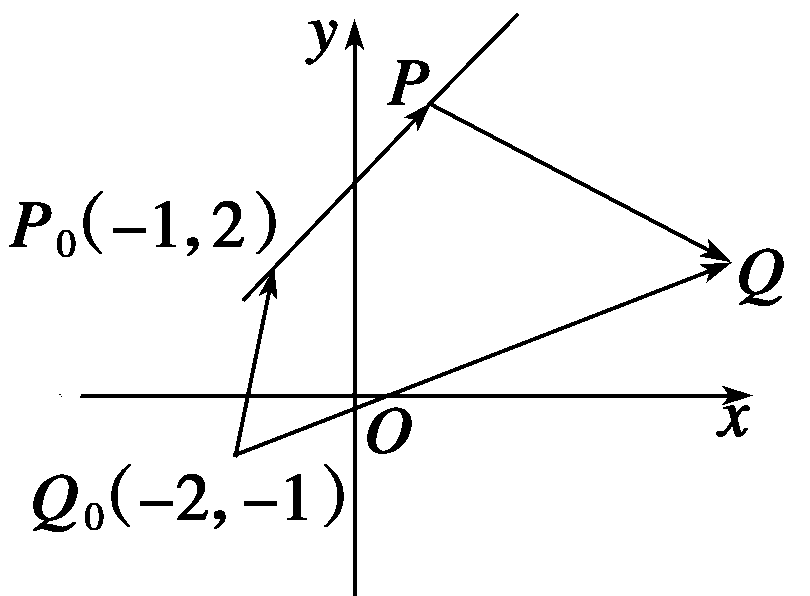 y
P
P₀(−1,2)
Q
x
O
Q₀(−2,−1)